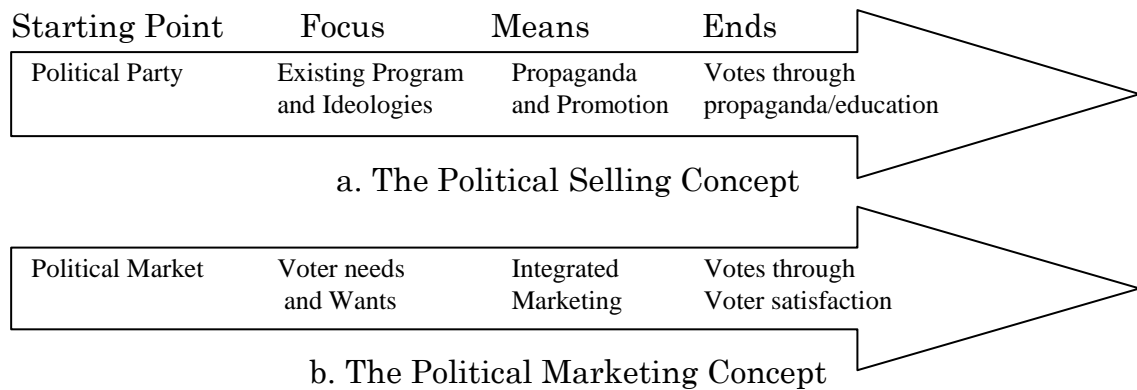 Starting Point Focus Means Ends
Political Party Existing Program Propaganda Votes through
and Ideologies and Promotion propaganda/education
a. The Political Selling Concept
Political Market Voter needs Integrated Votes through
and Wants Marketing Voter satisfaction
b. The Political Marketing Concept